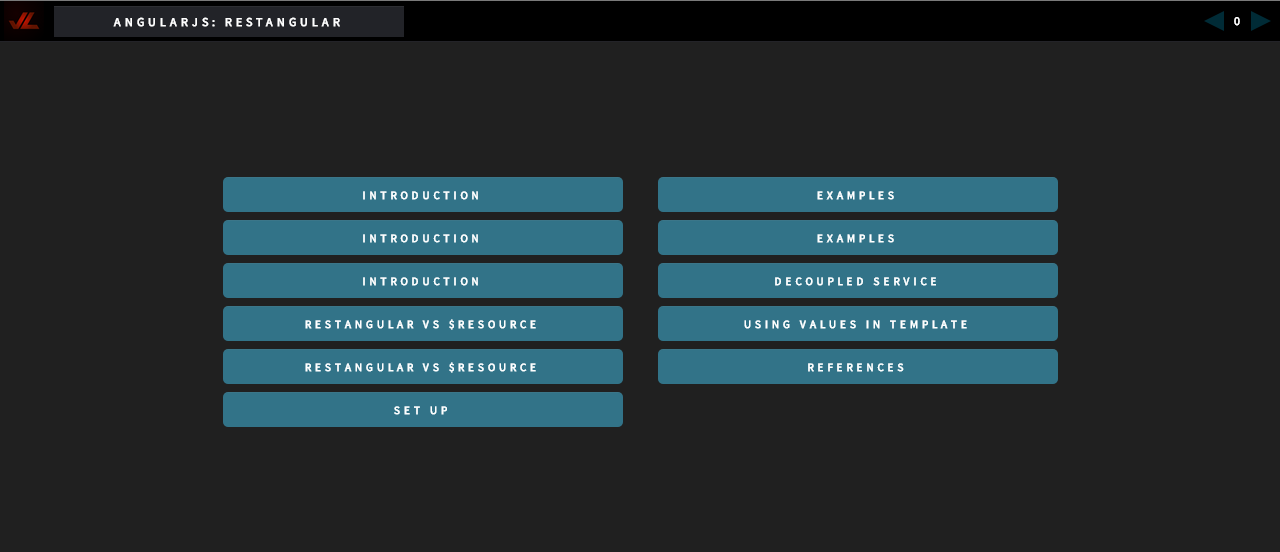 ANGULARJS: RESTANGULAR
0
INTRODUCTION
INTRODUCTION
INTRODUCTION
RESTANGULAR VS $RESOURCE
RESTANGULAR VS $RESOURCE
SET UP
EXAMPLES
EXAMPLES
DECOUPLED SERVICE
USING VALUES IN TEMPLATE
REFERENCES